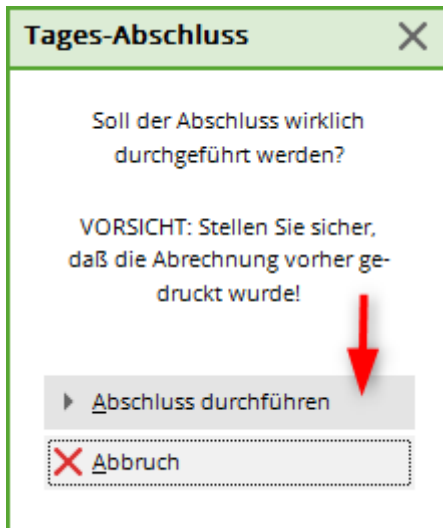 Tages-Abschluss
Soll der Abschluss wirklich
durchgeführt werden?
VORSICHT: Stellen Sie sicher,
daß die Abrechnung vorher ge-
druckt wurde!
Abschluss durchführen
Abbruch